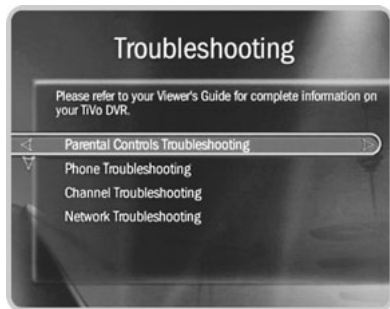 Troubleshooting
Please refer to your Viewer's Guide for complete information on
your TiVo DVR.
Parental Controls Troubleshooting
Phone Troubleshooting
Channel Troubleshooting
Network Troubleshooting